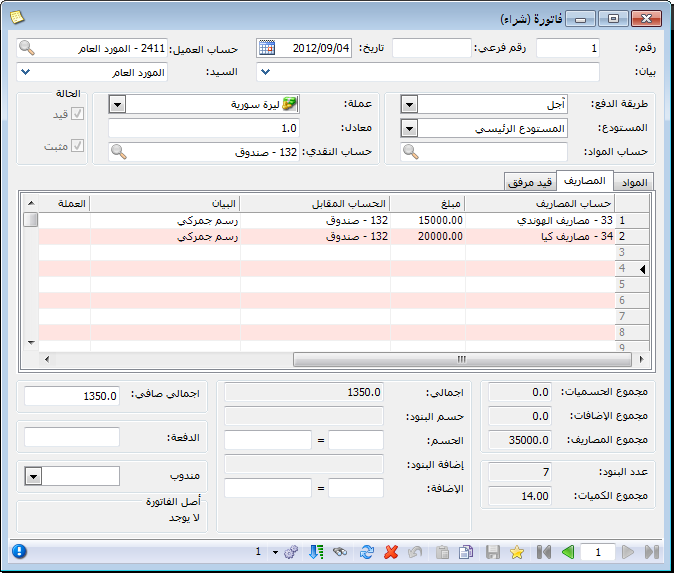 فاتورة (شراء)
رقم: 1 رقم فرعي: تاريخ: 2012/09/04 حساب العميل: 2411 - المورد العام
بيان: السيد: المورد العام
طريقة الدفع: آجل عملة: ليرة سورية الحالة
المستودع: المستودع الرئيسي معادل: 1.0 قيد
حساب المواد: حساب النقدي: 132 - صندوق مثبت
المواد المصاريف قيد مرفق
حساب المصاريف مبلغ الحساب المقابل البيان العملة
1 33 - مصاريف الهوندي 15000.00 132 - صندوق رسم جمركي
2 34 - مصاريف كيا 20000.00 132 - صندوق رسم جمركي
3
4
5
6
7
8
9
مجموع الحسميات: 0.0 اجمالي: 1350.0 اجمالي صافي: 1350.0
مجموع الإضافات: 0.0 حسم البنود:
مجموع المصاريف: 35000.0 الحسم: = الدفعة:
عدد البنود: 7 إضافة البنود: مندوب
مجموع الكميات: 14.00 الإضافة: =
أصل الفاتورة
لا يوجد
1 1